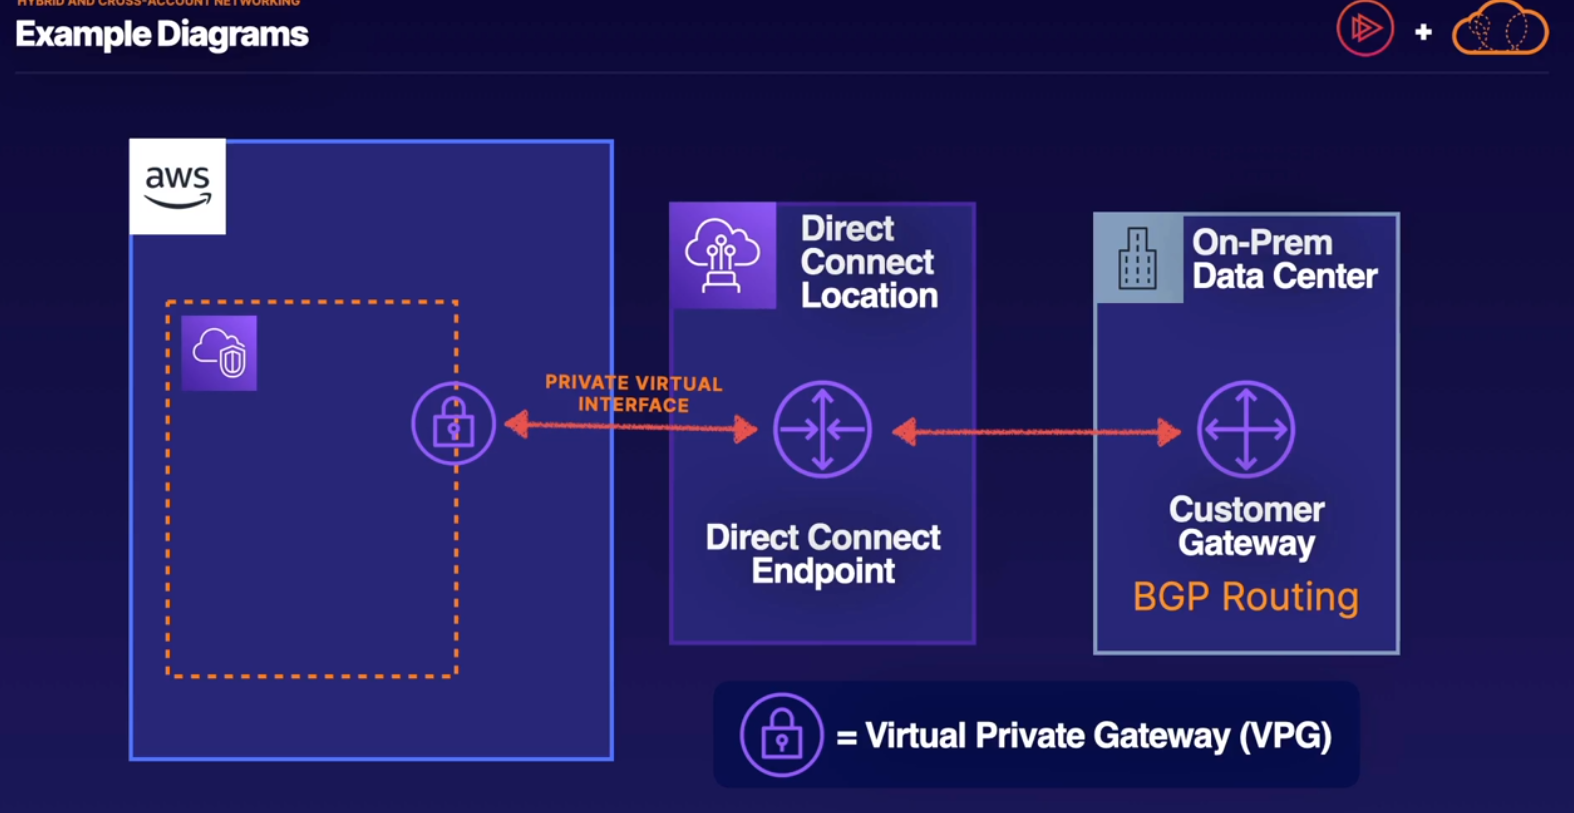 HYBRID AND CROSS-ACCOUNT NETWORKING
Example Diagrams
aws
Direct
Connect
Location
On-Prem
Data Center
PRIVATE VIRTUAL
INTERFACE
Direct Connect
Endpoint
Customer
Gateway
BGP Routing
= Virtual Private Gateway (VPG)